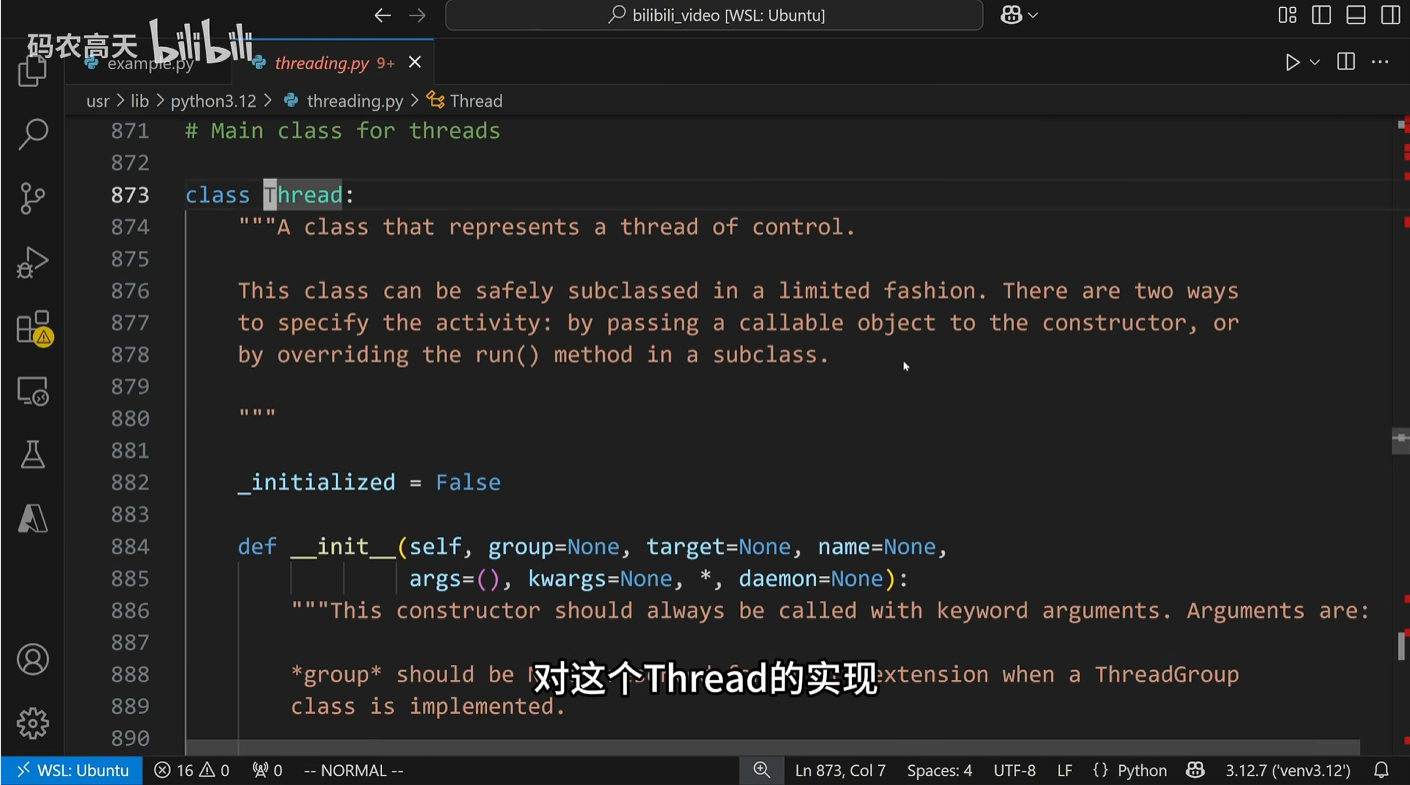 bilibili_video [WSL: Ubuntu]
码农高天 bilibili
example.py
threading.py 9+
usr > lib > python3.12 > threading.py > Thread
871 # Main class for threads
872
873 class Thread:
874 """A class that represents a thread of control.
875
876 This class can be safely subclassed in a limited fashion. There are two ways
877 to specify the activity: by passing a callable object to the constructor, or
878 by overriding the run() method in a subclass.
879
880 """
881
882 _initialized = False
883
884 def __init__(self, group=None, target=None, name=None,
885 args=(), kwargs=None, *, daemon=None):
886 """This constructor should always be called with keyword arguments. Arguments are:
887
888 *group* should be extension when a ThreadGroup
对这个Thread的实现
889 class is implemented.
890
WSL: Ubuntu 16 0 0 -- NORMAL -- Ln 873, Col 7 Spaces: 4 UTF-8 LF {} Python 3.12.7 ('venv3.12')